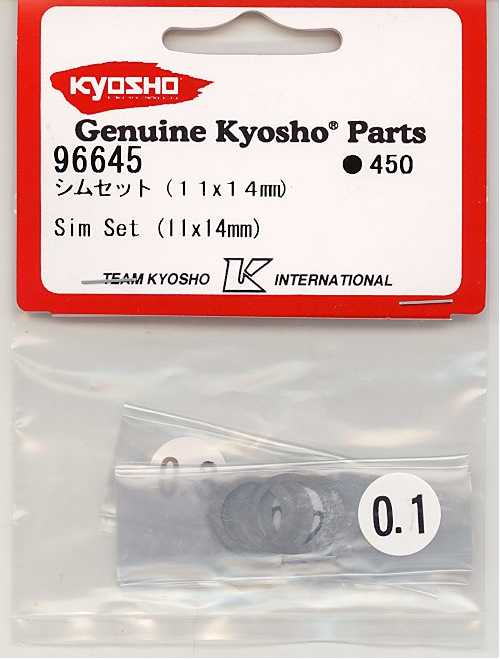 KYOSHO
Genuine Kyosho® Parts
96645 ●450
シムセット（１１x１４㎜）
Sim Set (11x14mm)
TEAM KYOSHO K INTERNATIONAL
0.1